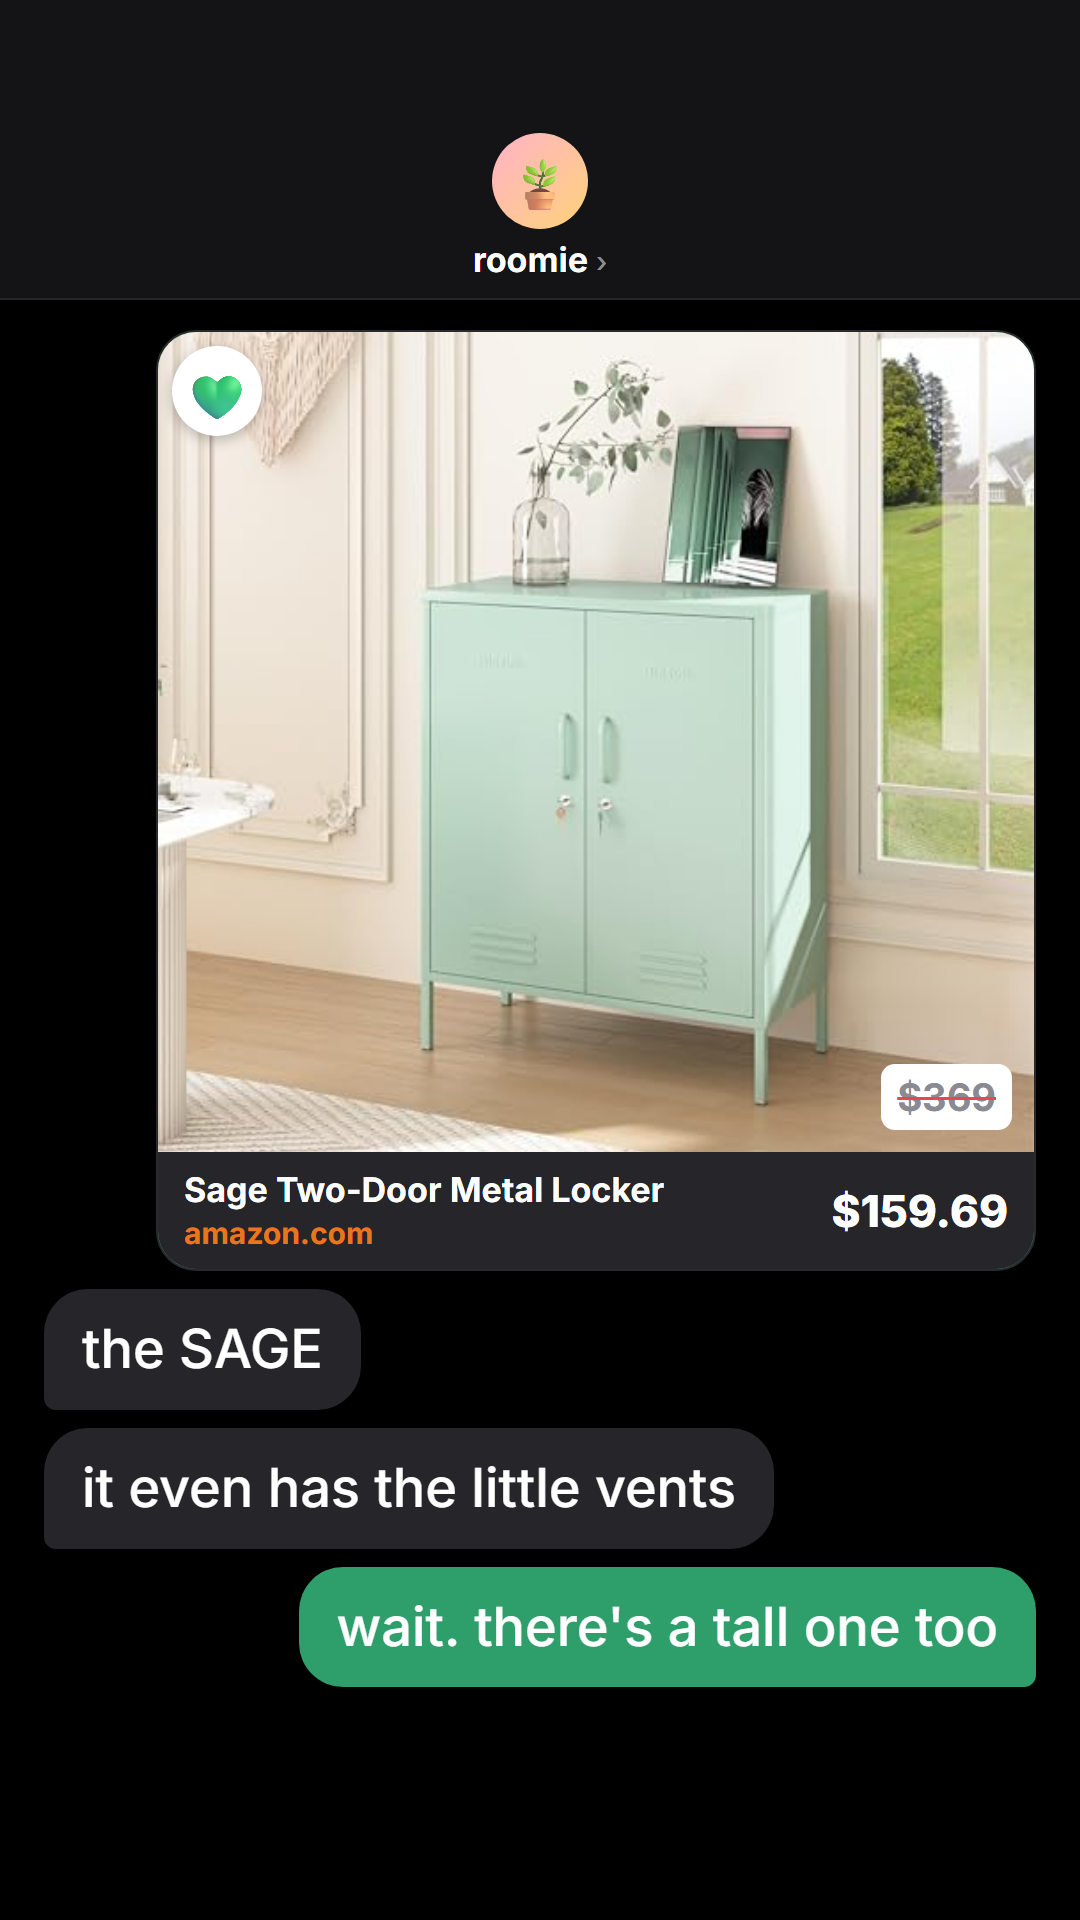 roomie ›
$369
Sage Two-Door Metal Locker
amazon.com
$159.69
the SAGE
it even has the little vents
wait. there's a tall one too